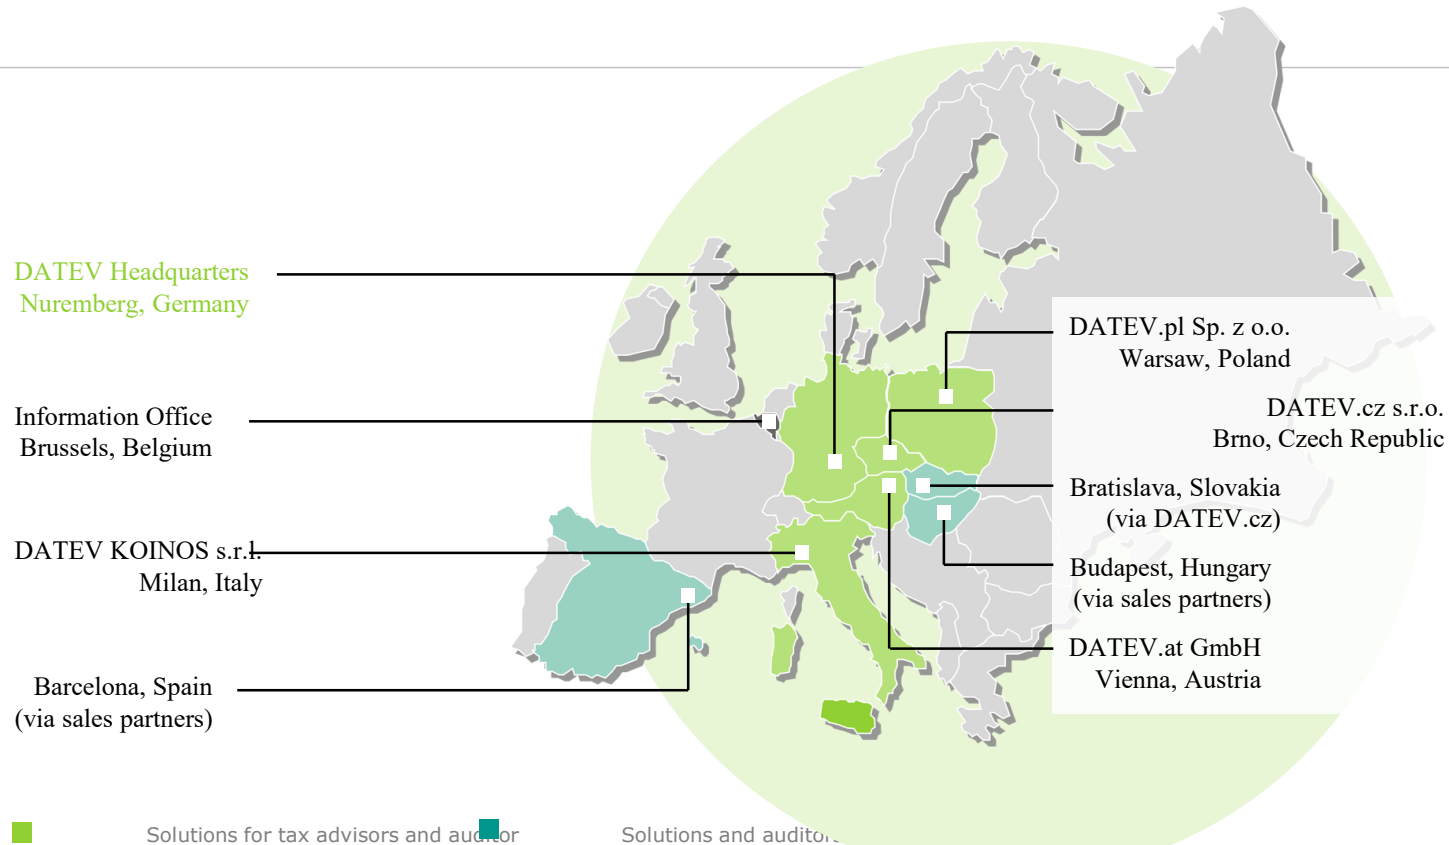 DATEV Headquarters
Nuremberg, Germany
Information Office
Brussels, Belgium
DATEV KOINOS s.r.l.
Milan, Italy
Barcelona, Spain
(via sales partners)
DATEV.pl Sp. z o.o.
Warsaw, Poland
DATEV.cz s.r.o.
Brno, Czech Republic
Bratislava, Slovakia
(via DATEV.cz)
Budapest, Hungary
(via sales partners)
DATEV.at GmbH
Vienna, Austria
Solutions for tax advisors and auditor
Solutions and auditors